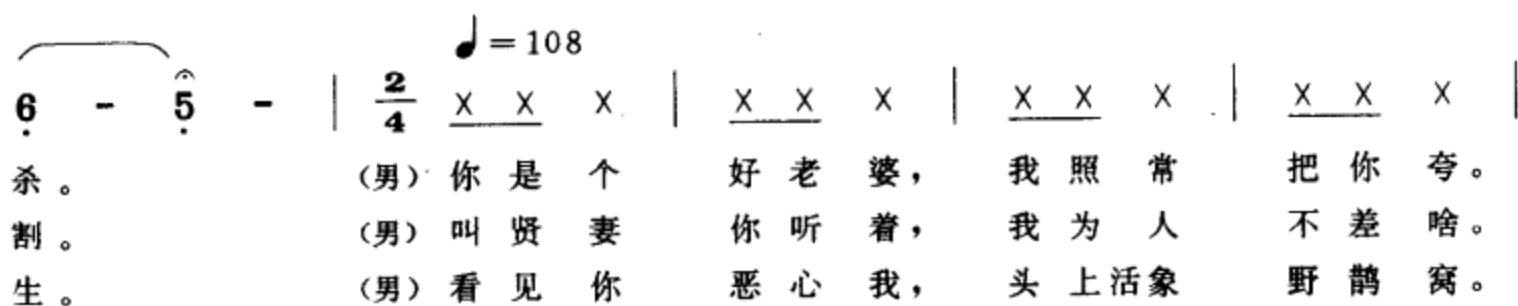 ♩=108
6 - 5 - | 2/4 X X X | X X X | X X X | X X X |
杀。 (男)你是个 好老婆, 我照常 把你夸。
割。 (男)叫贤妻 你听着, 我为人 不差啥。
生。 (男)看见你 恶心我, 头上活象 野鹊窝。